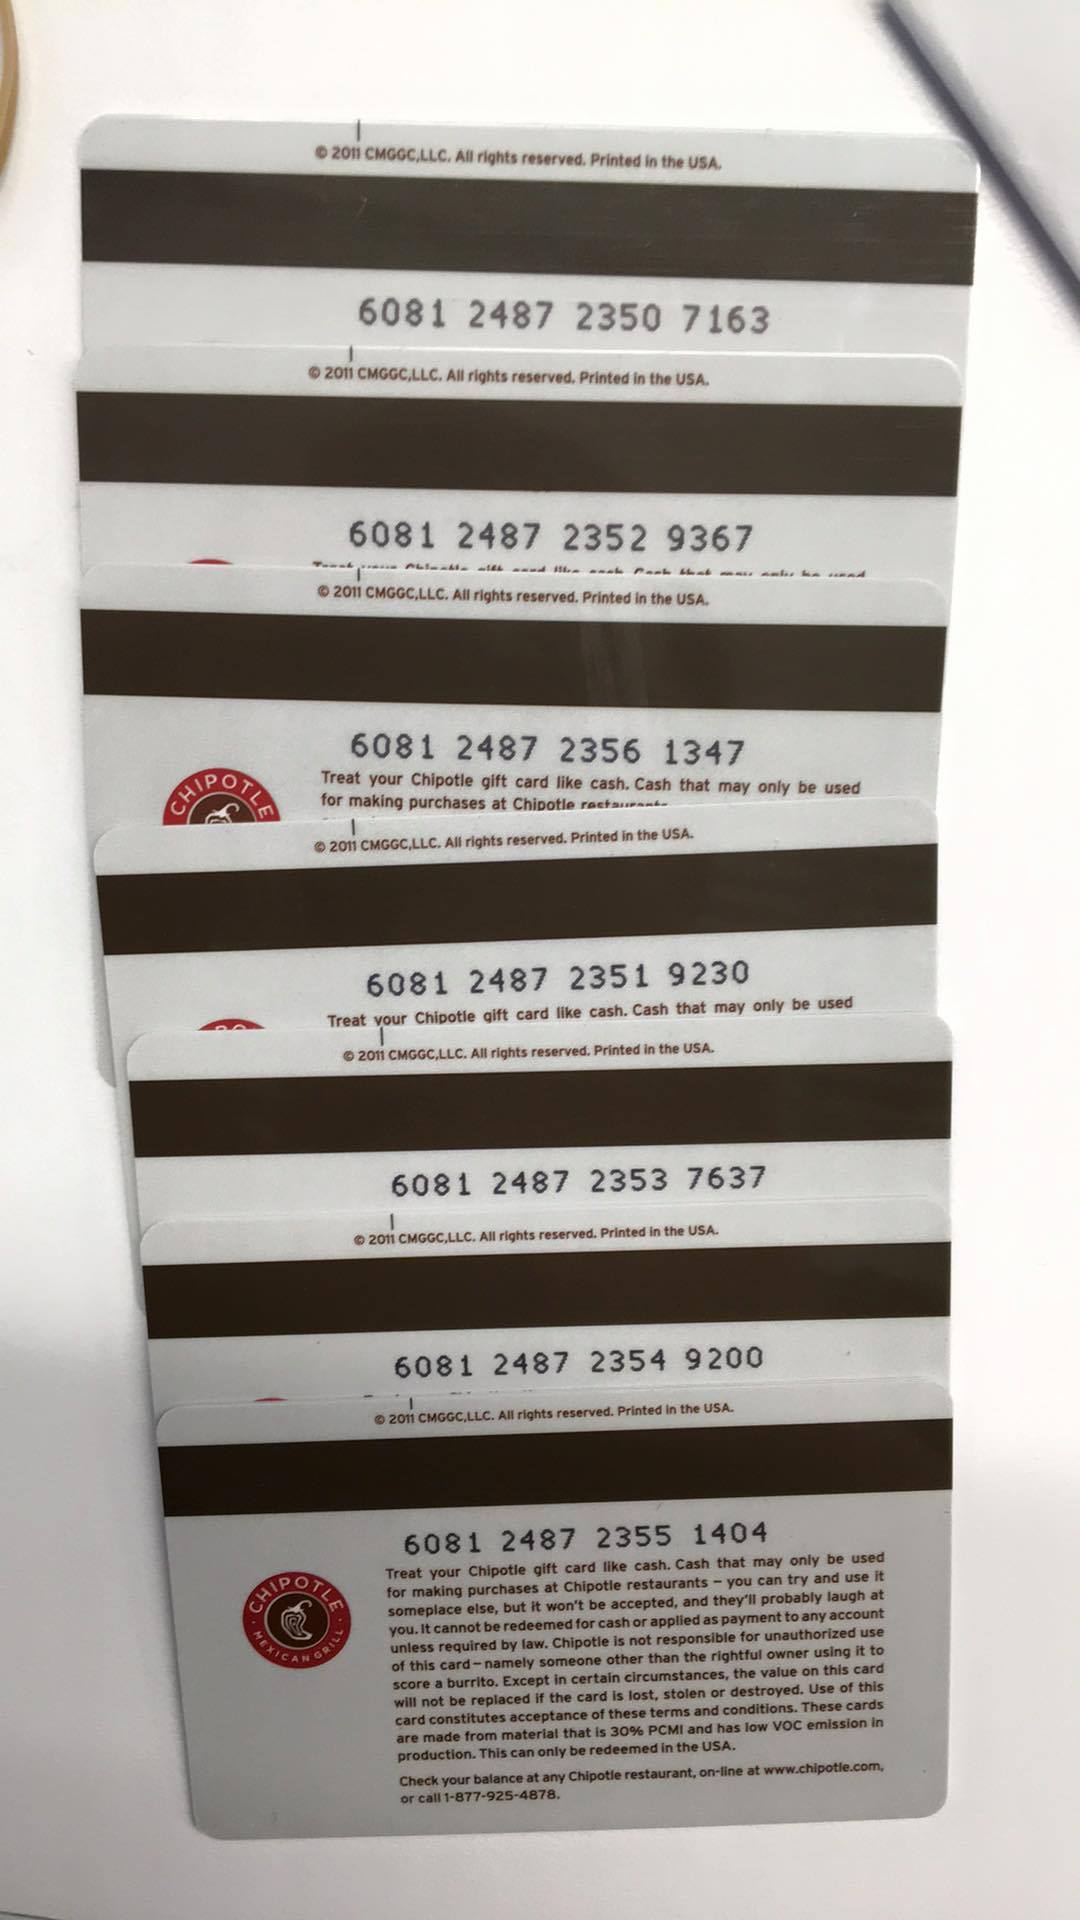 © 2011 CMGGC,LLC. All rights reserved. Printed in the USA.
6081 2487 2350 7163
© 2011 CMGGC,LLC. All rights reserved. Printed in the USA.
6081 2487 2352 9367
Treat your Chipotle gift card like cash. Cash that may only be used
© 2011 CMGGC,LLC. All rights reserved. Printed in the USA.
6081 2487 2356 1347
CHIPOTLE
Treat your Chipotle gift card like cash. Cash that may only be used
for making purchases at Chipotle restaurants
© 2011 CMGGC,LLC. All rights reserved. Printed in the USA.
6081 2487 2351 9230
Treat your Chipotle gift card like cash. Cash that may only be used
© 2011 CMGGC,LLC. All rights reserved. Printed in the USA.
6081 2487 2353 7637
© 2011 CMGGC,LLC. All rights reserved. Printed in the USA.
6081 2487 2354 9200
© 2011 CMGGC,LLC. All rights reserved. Printed in the USA.
6081 2487 2355 1404
CHIPOTLE
MEXICAN GRILL
Treat your Chipotle gift card like cash. Cash that may only be used
for making purchases at Chipotle restaurants – you can try and use it
someplace else, but it won't be accepted, and they'll probably laugh at
you. It cannot be redeemed for cash or applied as payment to any account
unless required by law. Chipotle is not responsible for unauthorized use
of this card – namely someone other than the rightful owner using it to
score a burrito. Except in certain circumstances, the value on this card
will not be replaced if the card is lost, stolen or destroyed. Use of this
card constitutes acceptance of these terms and conditions. These cards
are made from material that is 30% PCMI and has low VOC emission in
production. This can only be redeemed in the USA.
Check your balance at any Chipotle restaurant, on-line at www.chipotle.com,
or call 1-877-925-4878.